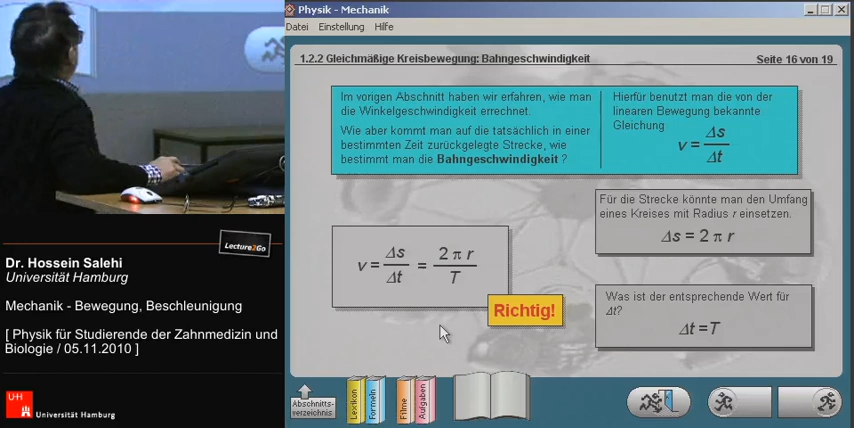 Physik - Mechanik
Datei Einstellung Hilfe
1.2.2 Gleichmäßige Kreisbewegung: Bahngeschwindigkeit
Seite 16 von 19
Im vorigen Abschnitt haben wir erfahren, wie man
die Winkelgeschwindigkeit errechnet.
Wie aber kommt man auf die tatsächlich in einer
bestimmten Zeit zurückgelegte Strecke, wie
bestimmt man die Bahngeschwindigkeit ?
Hierfür benutzt man die von der
linearen Bewegung bekannte
Gleichung
v = Δs / Δt
Für die Strecke könnte man den Umfang
eines Kreises mit Radius r einsetzen.
Δs = 2 π r
v = Δs / Δt = 2 π r / T
Richtig!
Was ist der entsprechende Wert für
Δt?
Δt = T
Abschnitts-
verzeichnis
Lexikon
Formeln
Filme
Aufgaben
Lecture2Go
Dr. Hossein Salehi
Universität Hamburg
Mechanik - Bewegung, Beschleunigung
[ Physik für Studierende der Zahnmedizin und
Biologie / 05.11.2010 ]
UH
Universität Hamburg